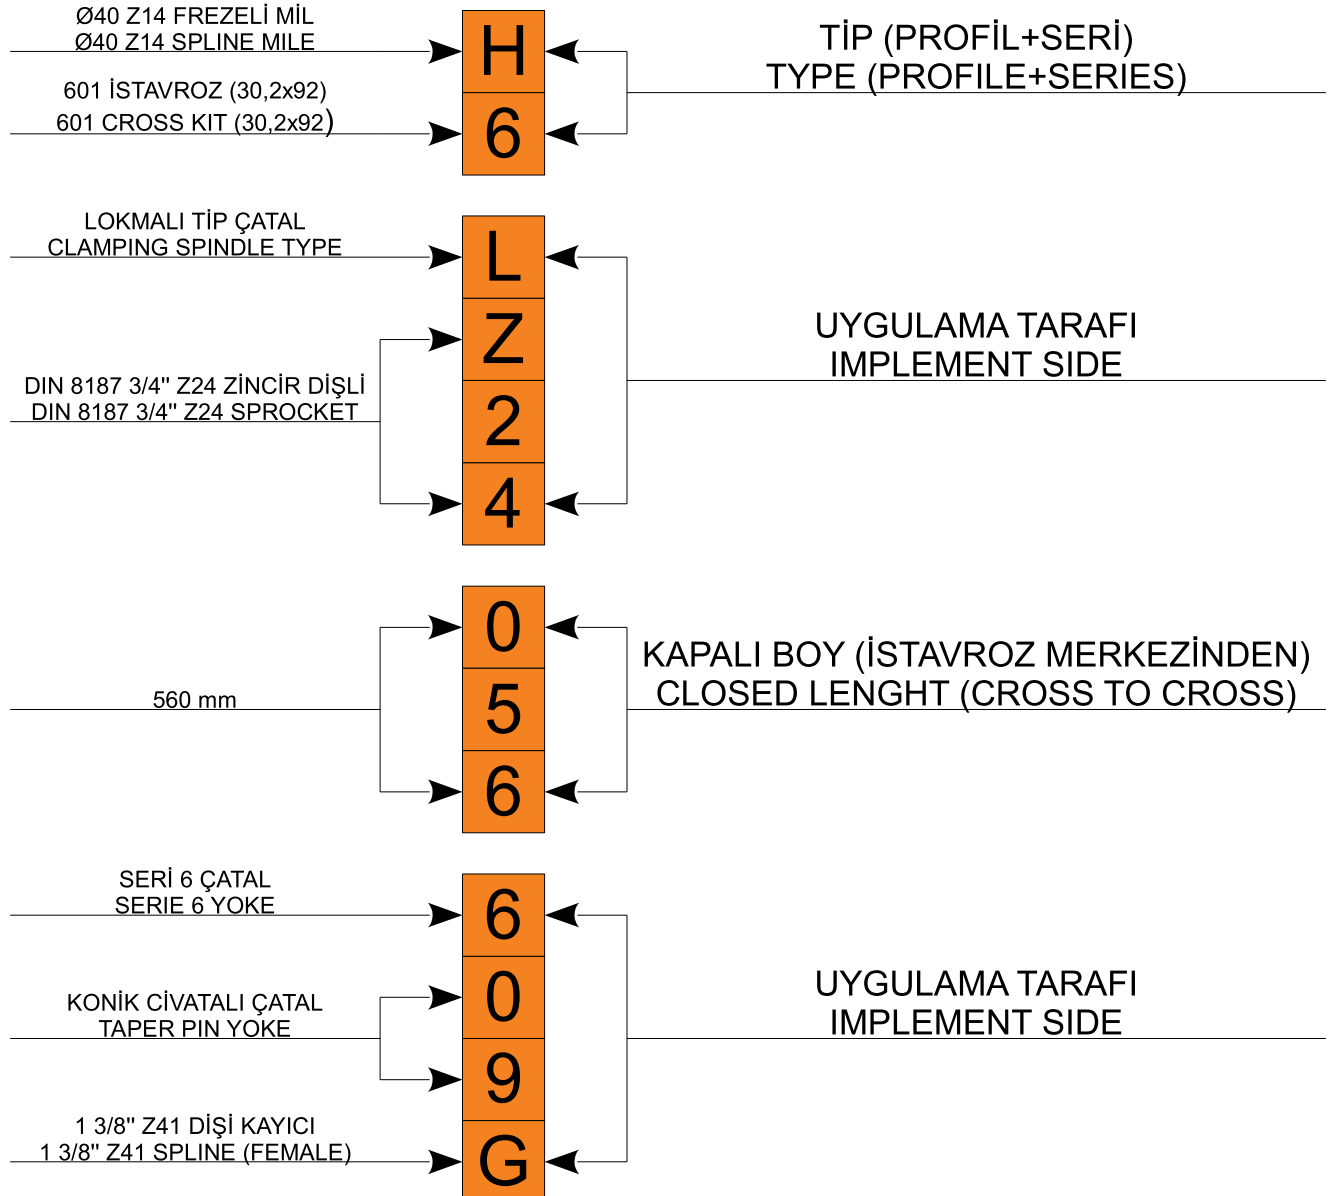 Ø40 Z14 FREZELİ MİL
Ø40 Z14 SPLINE MILE
H
TİP (PROFİL+SERİ)
TYPE (PROFILE+SERIES)
601 İSTAVROZ (30,2x92)
601 CROSS KIT (30,2x92)
6
LOKMALI TİP ÇATAL
CLAMPING SPINDLE TYPE
L
Z
UYGULAMA TARAFI
IMPLEMENT SIDE
DIN 8187 3/4'' Z24 ZİNCİR DİŞLİ
DIN 8187 3/4'' Z24 SPROCKET
2
4
0
KAPALI BOY (İSTAVROZ MERKEZİNDEN)
CLOSED LENGHT (CROSS TO CROSS)
560 mm
5
6
SERİ 6 ÇATAL
SERIE 6 YOKE
6
KONİK CİVATALI ÇATAL
TAPER PIN YOKE
0
UYGULAMA TARAFI
IMPLEMENT SIDE
9
1 3/8'' Z41 DİŞİ KAYICI
1 3/8'' Z41 SPLINE (FEMALE)
G